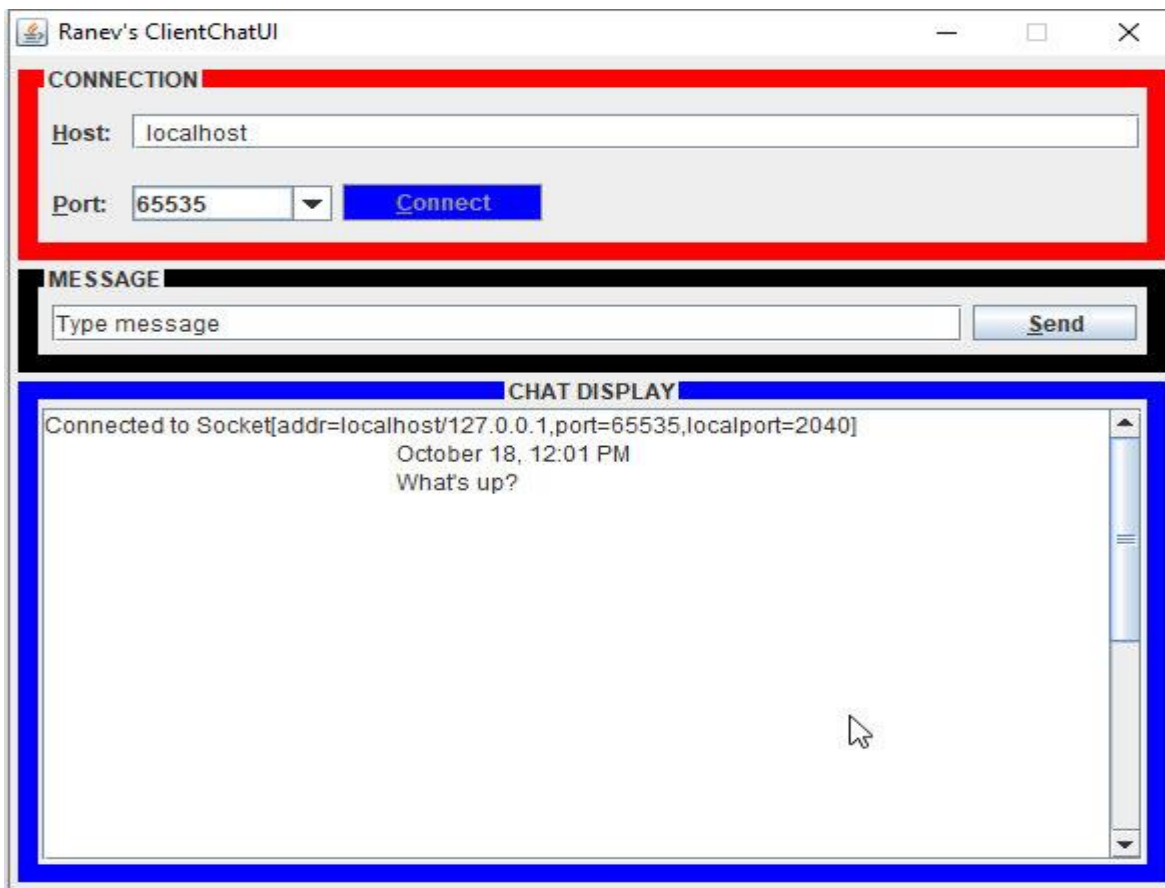 Ranev's ClientChatUI
CONNECTION
Host: localhost
Port: 65535 Connect
MESSAGE
Type message Send
CHAT DISPLAY
Connected to Socket[addr=localhost/127.0.0.1,port=65535,localport=2040]
October 18, 12:01 PM
What's up?